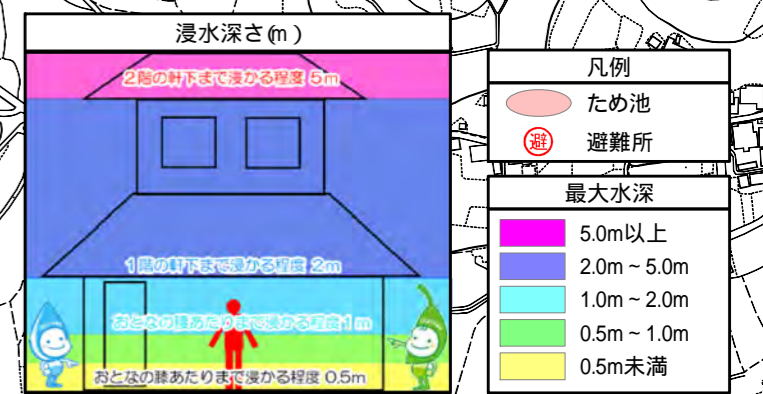 浸水深さ(m)
2階の軒下まで浸かる程度 5m
1階の軒下まで浸かる程度 2m
おとなの腰あたりまで浸かる程度 1m
おとなの膝あたりまで浸かる程度 0.5m
凡例
ため池
避 避難所
最大水深
5.0m以上
2.0m～5.0m
1.0m～2.0m
0.5m～1.0m
0.5m未満